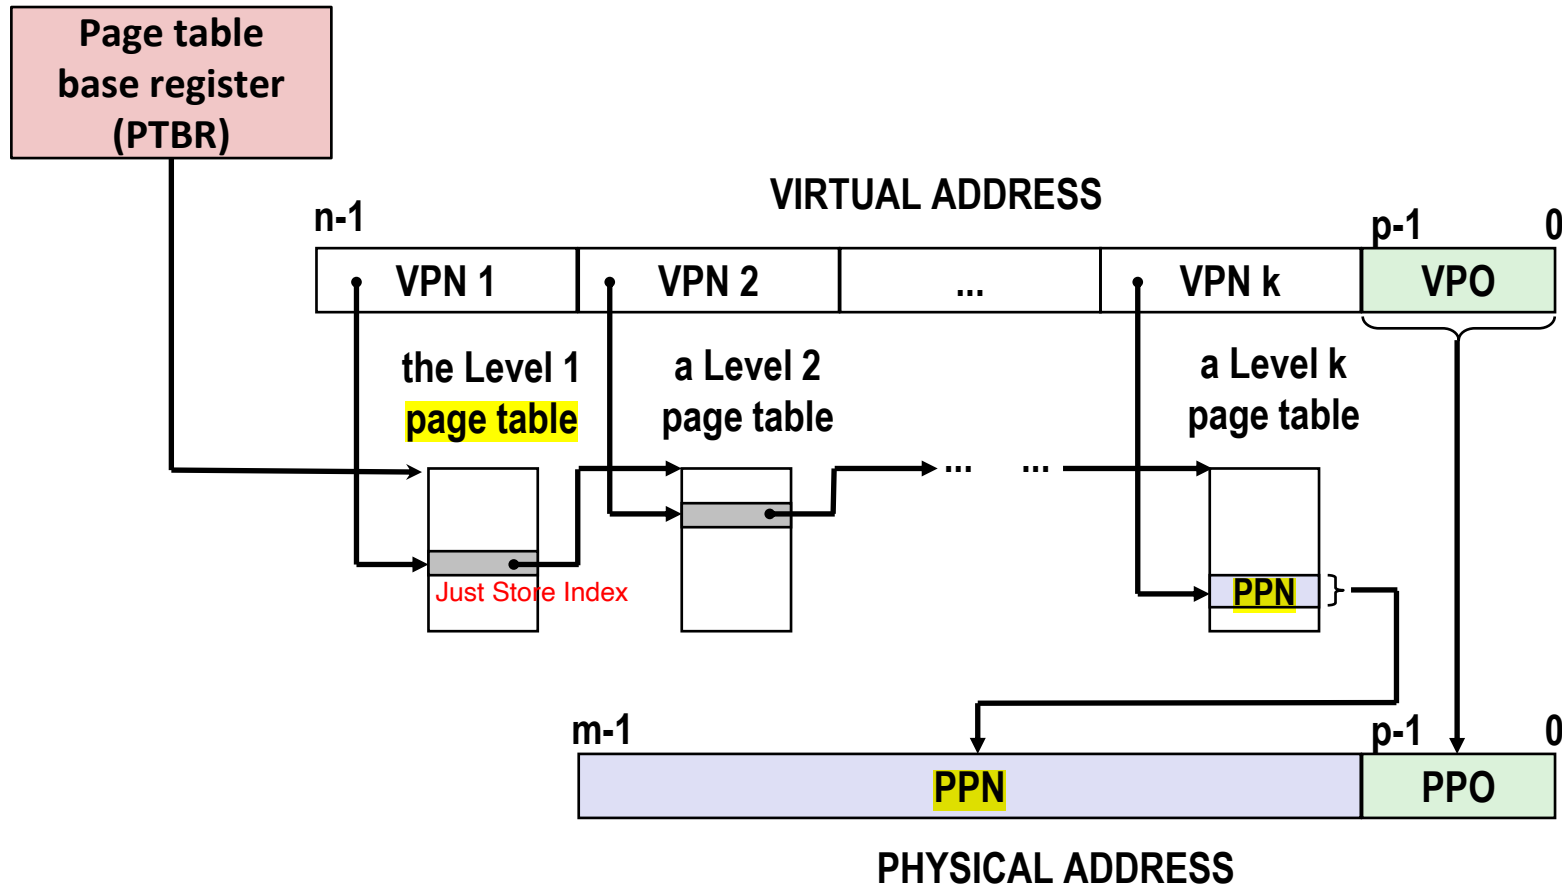 Page table
base register
(PTBR)
VIRTUAL ADDRESS
n-1
p-1
0
VPN 1
VPN 2
...
VPN k
VPO
the Level 1
page table
a Level 2
page table
a Level k
page table
... ...
Just Store Index
PPN
m-1
p-1
0
PPN
PPO
PHYSICAL ADDRESS